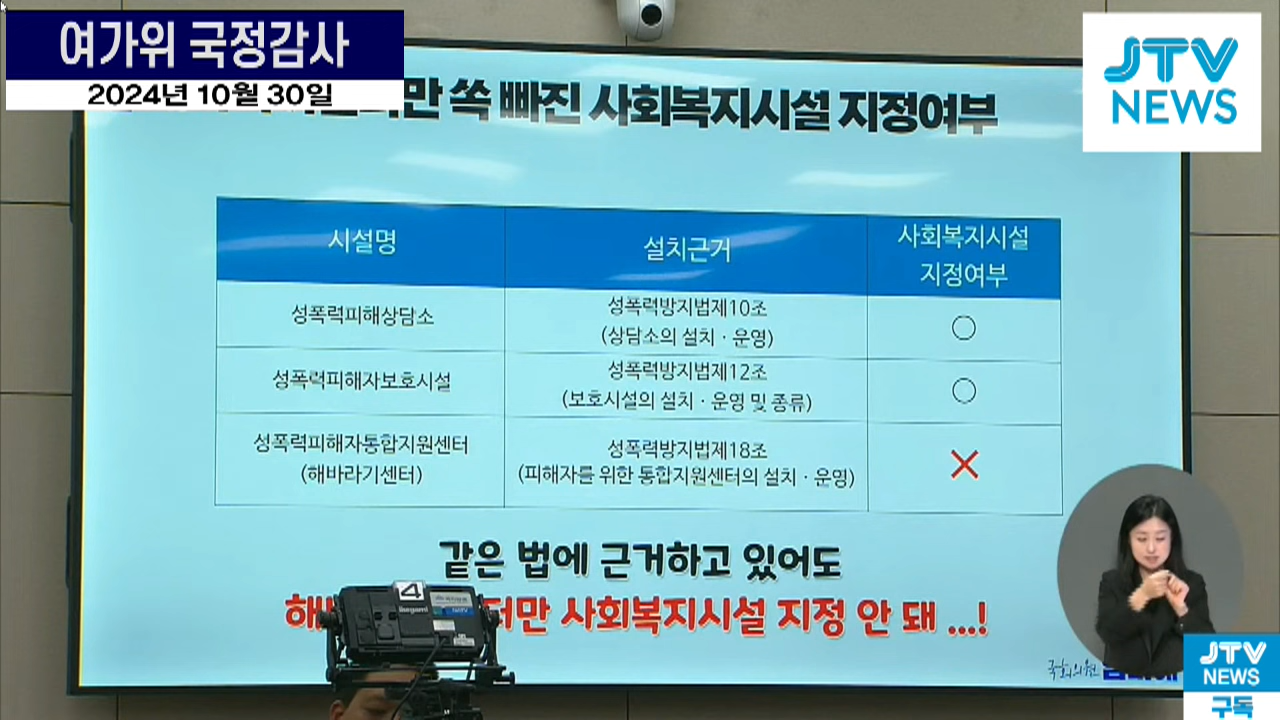 여가위 국정감사
2024년 10월 30일
JTV
NEWS
쏙 빠진 사회복지시설 지정여부
시설명
설치근거
사회복지시설
지정여부
성폭력피해상담소
성폭력방지법제10조
(상담소의 설치ㆍ운영)
○
성폭력피해자보호시설
성폭력방지법제12조
(보호시설의 설치ㆍ운영 및 종류)
○
성폭력피해자통합지원센터
(해바라기센터)
성폭력방지법제18조
(피해자를 위한 통합지원센터의 설치ㆍ운영)
✕
같은 법에 근거하고 있어도
사회복지시설 지정 안 돼 ...!
4
ikegami
NATV
국회의원
JTV
NEWS
구독